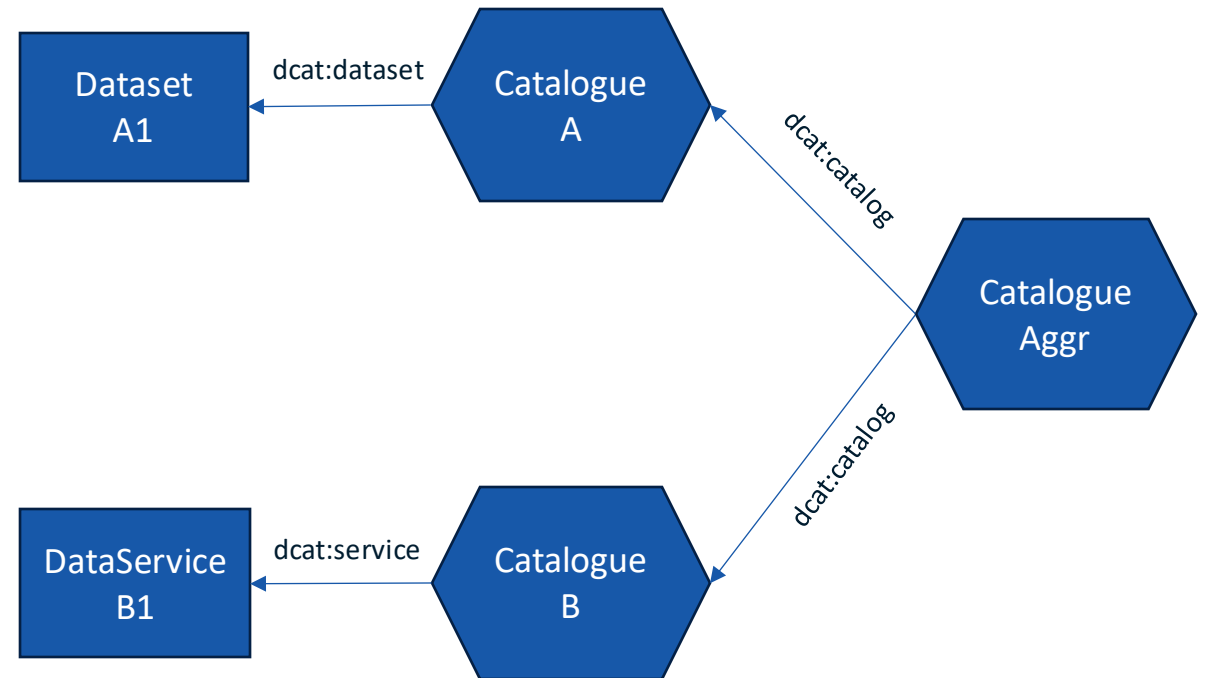 Dataset
A1
dcat:dataset
Catalogue
A
dcat:catalog
Catalogue
Aggr
dcat:catalog
DataService
B1
dcat:service
Catalogue
B